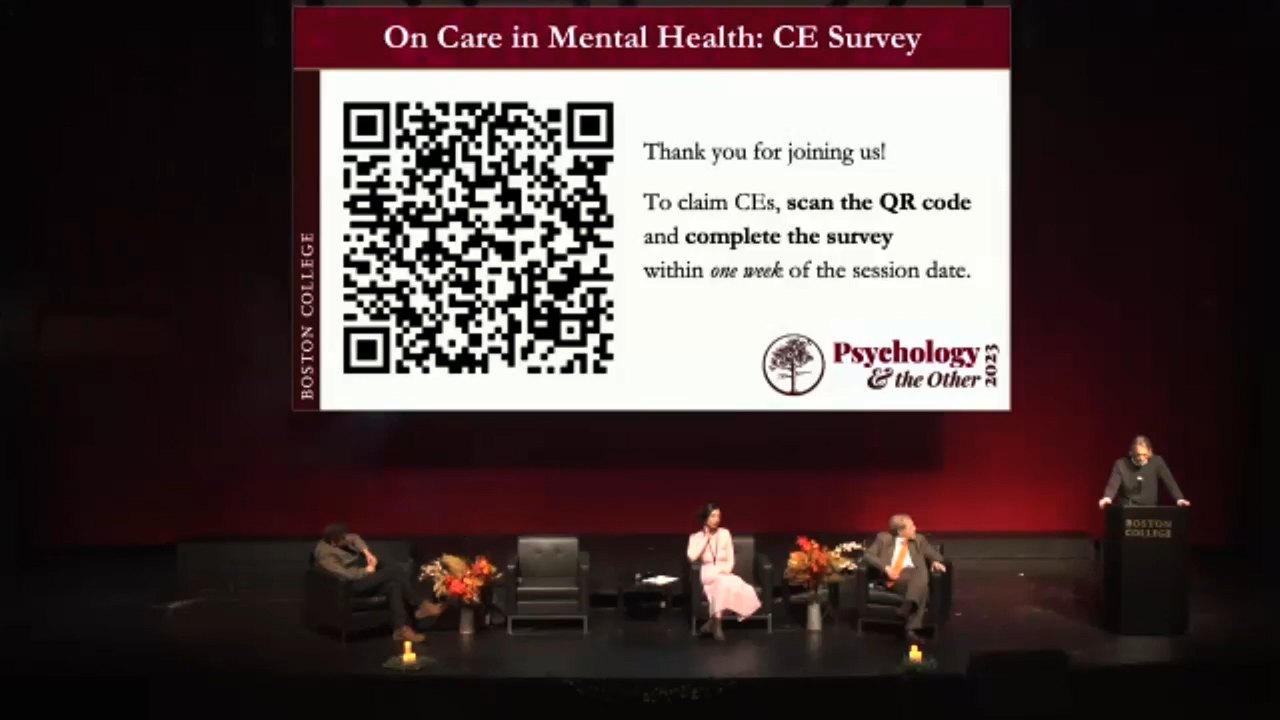 On Care in Mental Health: CE Survey
Thank you for joining us!
To claim CEs, scan the QR code
and complete the survey
within one week of the session date.
BOSTON COLLEGE
Psychology
& the Other
2023
BOSTON
COLLEGE